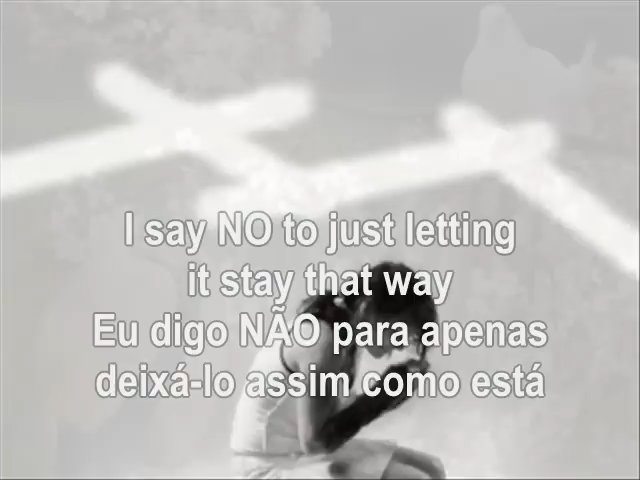 I say NO to just letting
it stay that way
Eu digo NÃO para apenas
deixá-lo assim como está